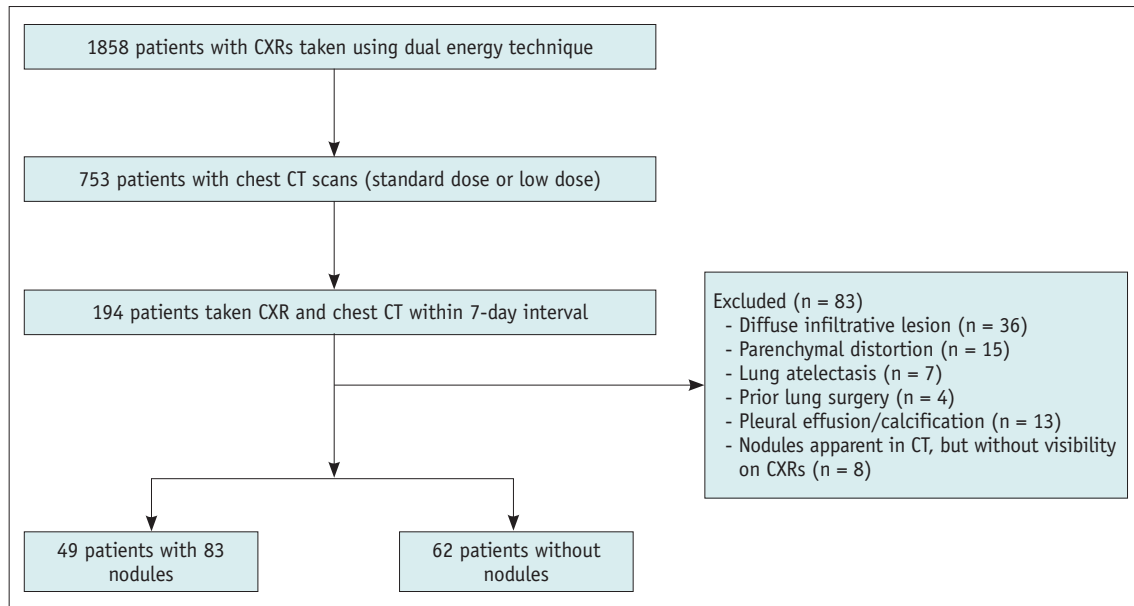 1858 patients with CXRs taken using dual energy technique
753 patients with chest CT scans (standard dose or low dose)
194 patients taken CXR and chest CT within 7-day interval
Excluded (n = 83)
- Diffuse infiltrative lesion (n = 36)
- Parenchymal distortion (n = 15)
- Lung atelectasis (n = 7)
- Prior lung surgery (n = 4)
- Pleural effusion/calcification (n = 13)
- Nodules apparent in CT, but without visibility
on CXRs (n = 8)
49 patients with 83
nodules
62 patients without
nodules